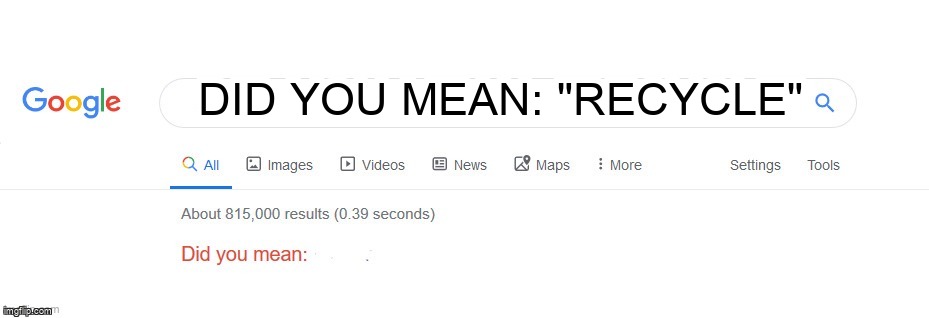 Google
DID YOU MEAN: "RECYCLE"
All Images Videos News Maps More Settings Tools
About 815,000 results (0.39 seconds)
Did you mean:
imgflip.com